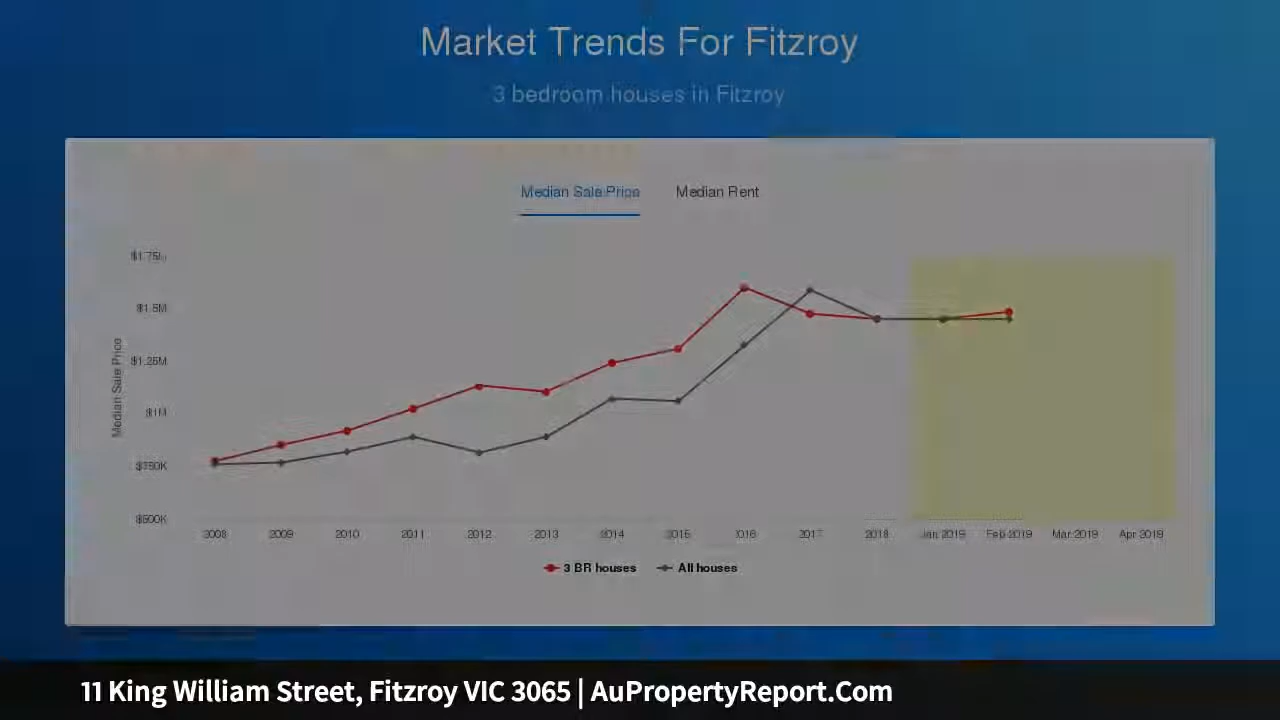 Market Trends For Fitzroy
3 bedroom houses in Fitzroy
Median Sale Price Median Rent
$1.75M
$1.5M
$1.25M
$1M
$750K
$500K
Median Sale Price
2008 2009 2010 2011 2012 2013 2014 2015 2016 2017 2018 Jan 2019 Feb 2019 Mar 2019 Apr 2019
3 BR houses All houses
11 King William Street, Fitzroy VIC 3065 | AuPropertyReport.Com